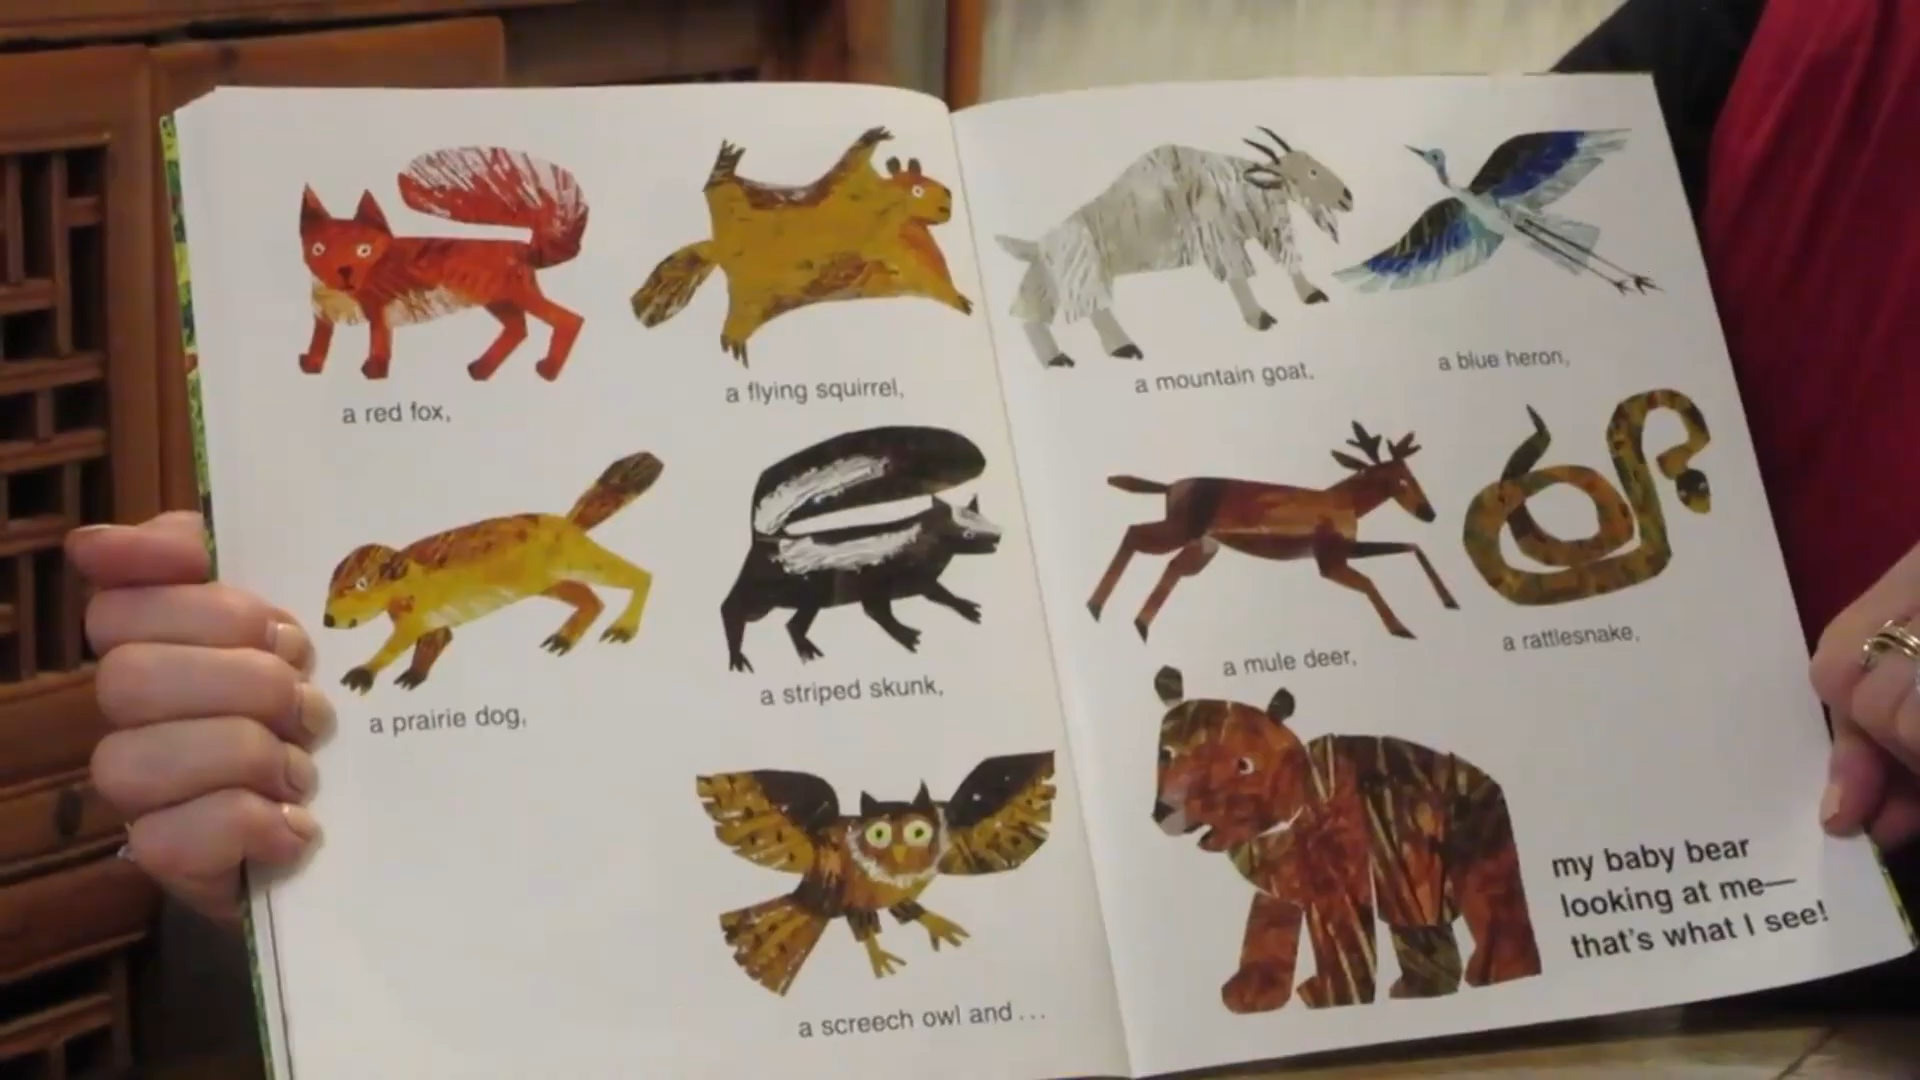 a red fox,
a flying squirrel,
a prairie dog,
a striped skunk,
a screech owl and ...
a mountain goat,
a blue heron,
a mule deer,
a rattlesnake,
my baby bear
looking at me—
that's what I see!